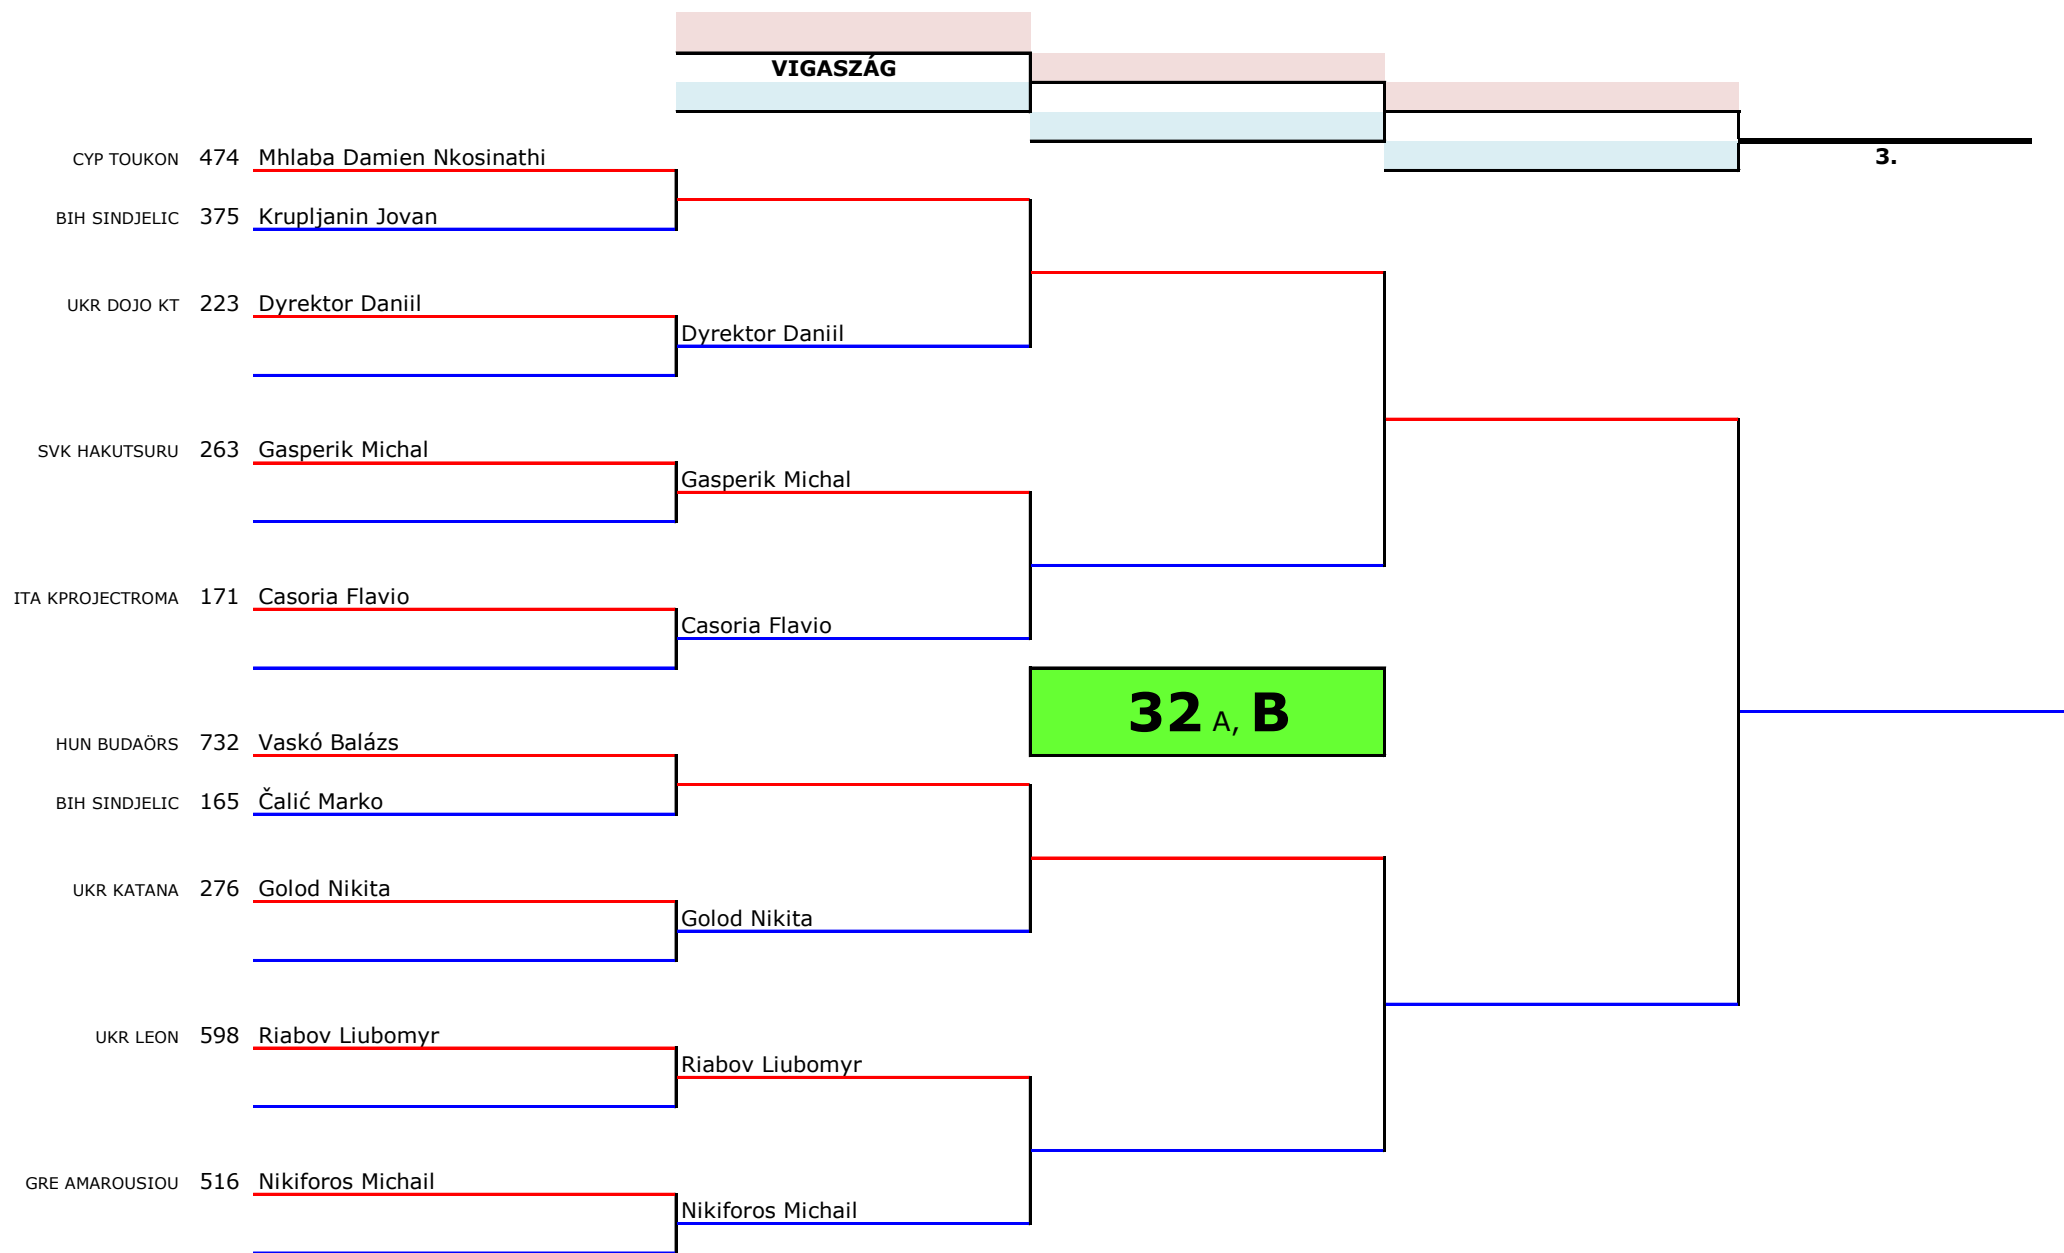 VIGASZÁG
3.
CYP TOUKON 474 Mhlaba Damien Nkosinathi
BIH SINDJELIC 375 Krupljanin Jovan
UKR DOJO KT 223 Dyrektor Daniil
Dyrektor Daniil
SVK HAKUTSURU 263 Gasperik Michal
Gasperik Michal
ITA KPROJECTROMA 171 Casoria Flavio
Casoria Flavio
32 A, B
HUN BUDAÖRS 732 Vaskó Balázs
BIH SINDJELIC 165 Čalić Marko
UKR KATANA 276 Golod Nikita
Golod Nikita
UKR LEON 598 Riabov Liubomyr
Riabov Liubomyr
GRE AMAROUSIOU 516 Nikiforos Michail
Nikiforos Michail